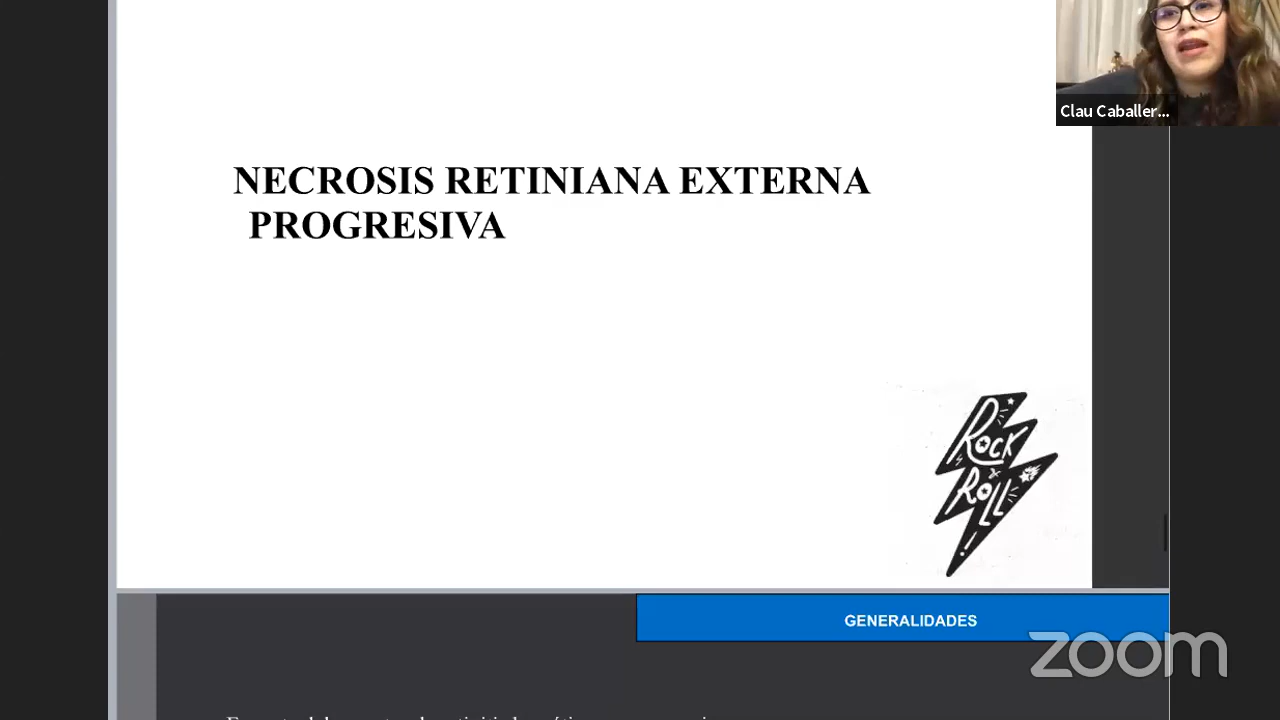 Clau Caballer...
NECROSIS RETINIANA EXTERNA
PROGRESIVA
ROCK
&
ROLL
!
GENERALIDADES
zoom